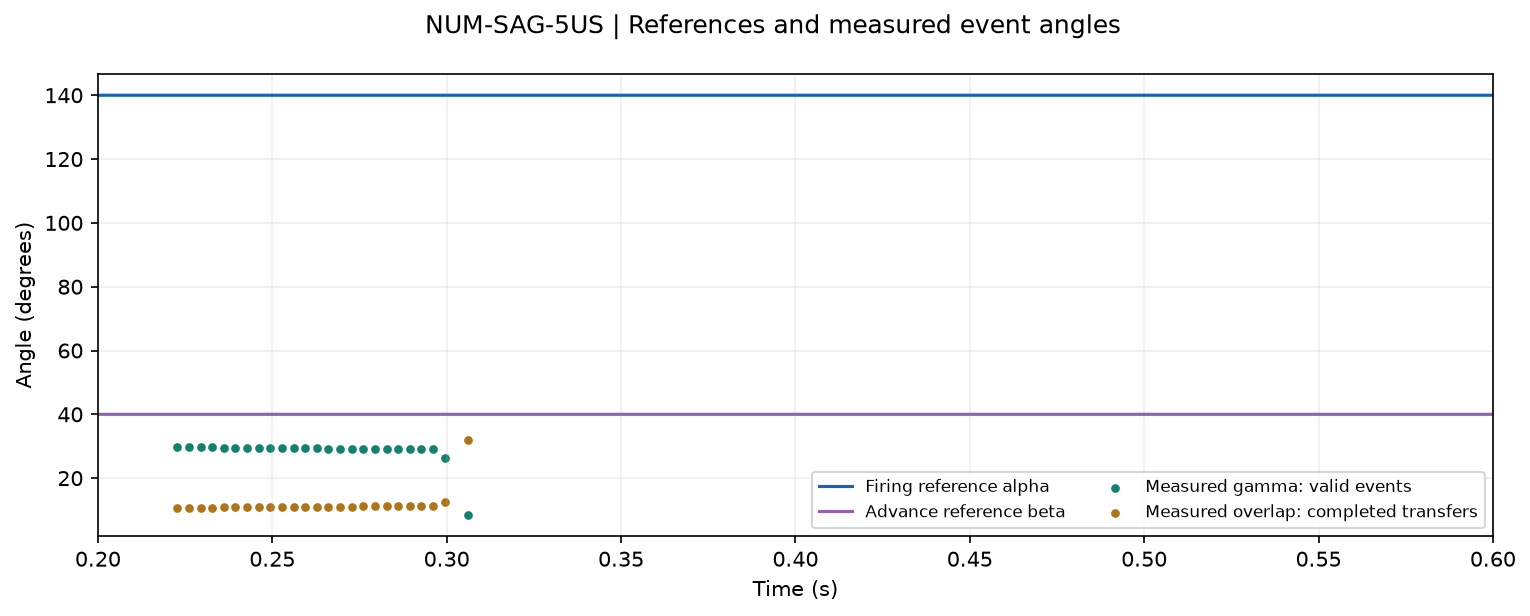 NUM-SAG-5US | References and measured event angles
Angle (degrees)
140
120
100
80
60
40
20
Firing reference alpha
Advance reference beta
Measured gamma: valid events
Measured overlap: completed transfers
0.20 0.25 0.30 0.35 0.40 0.45 0.50 0.55 0.60
Time (s)